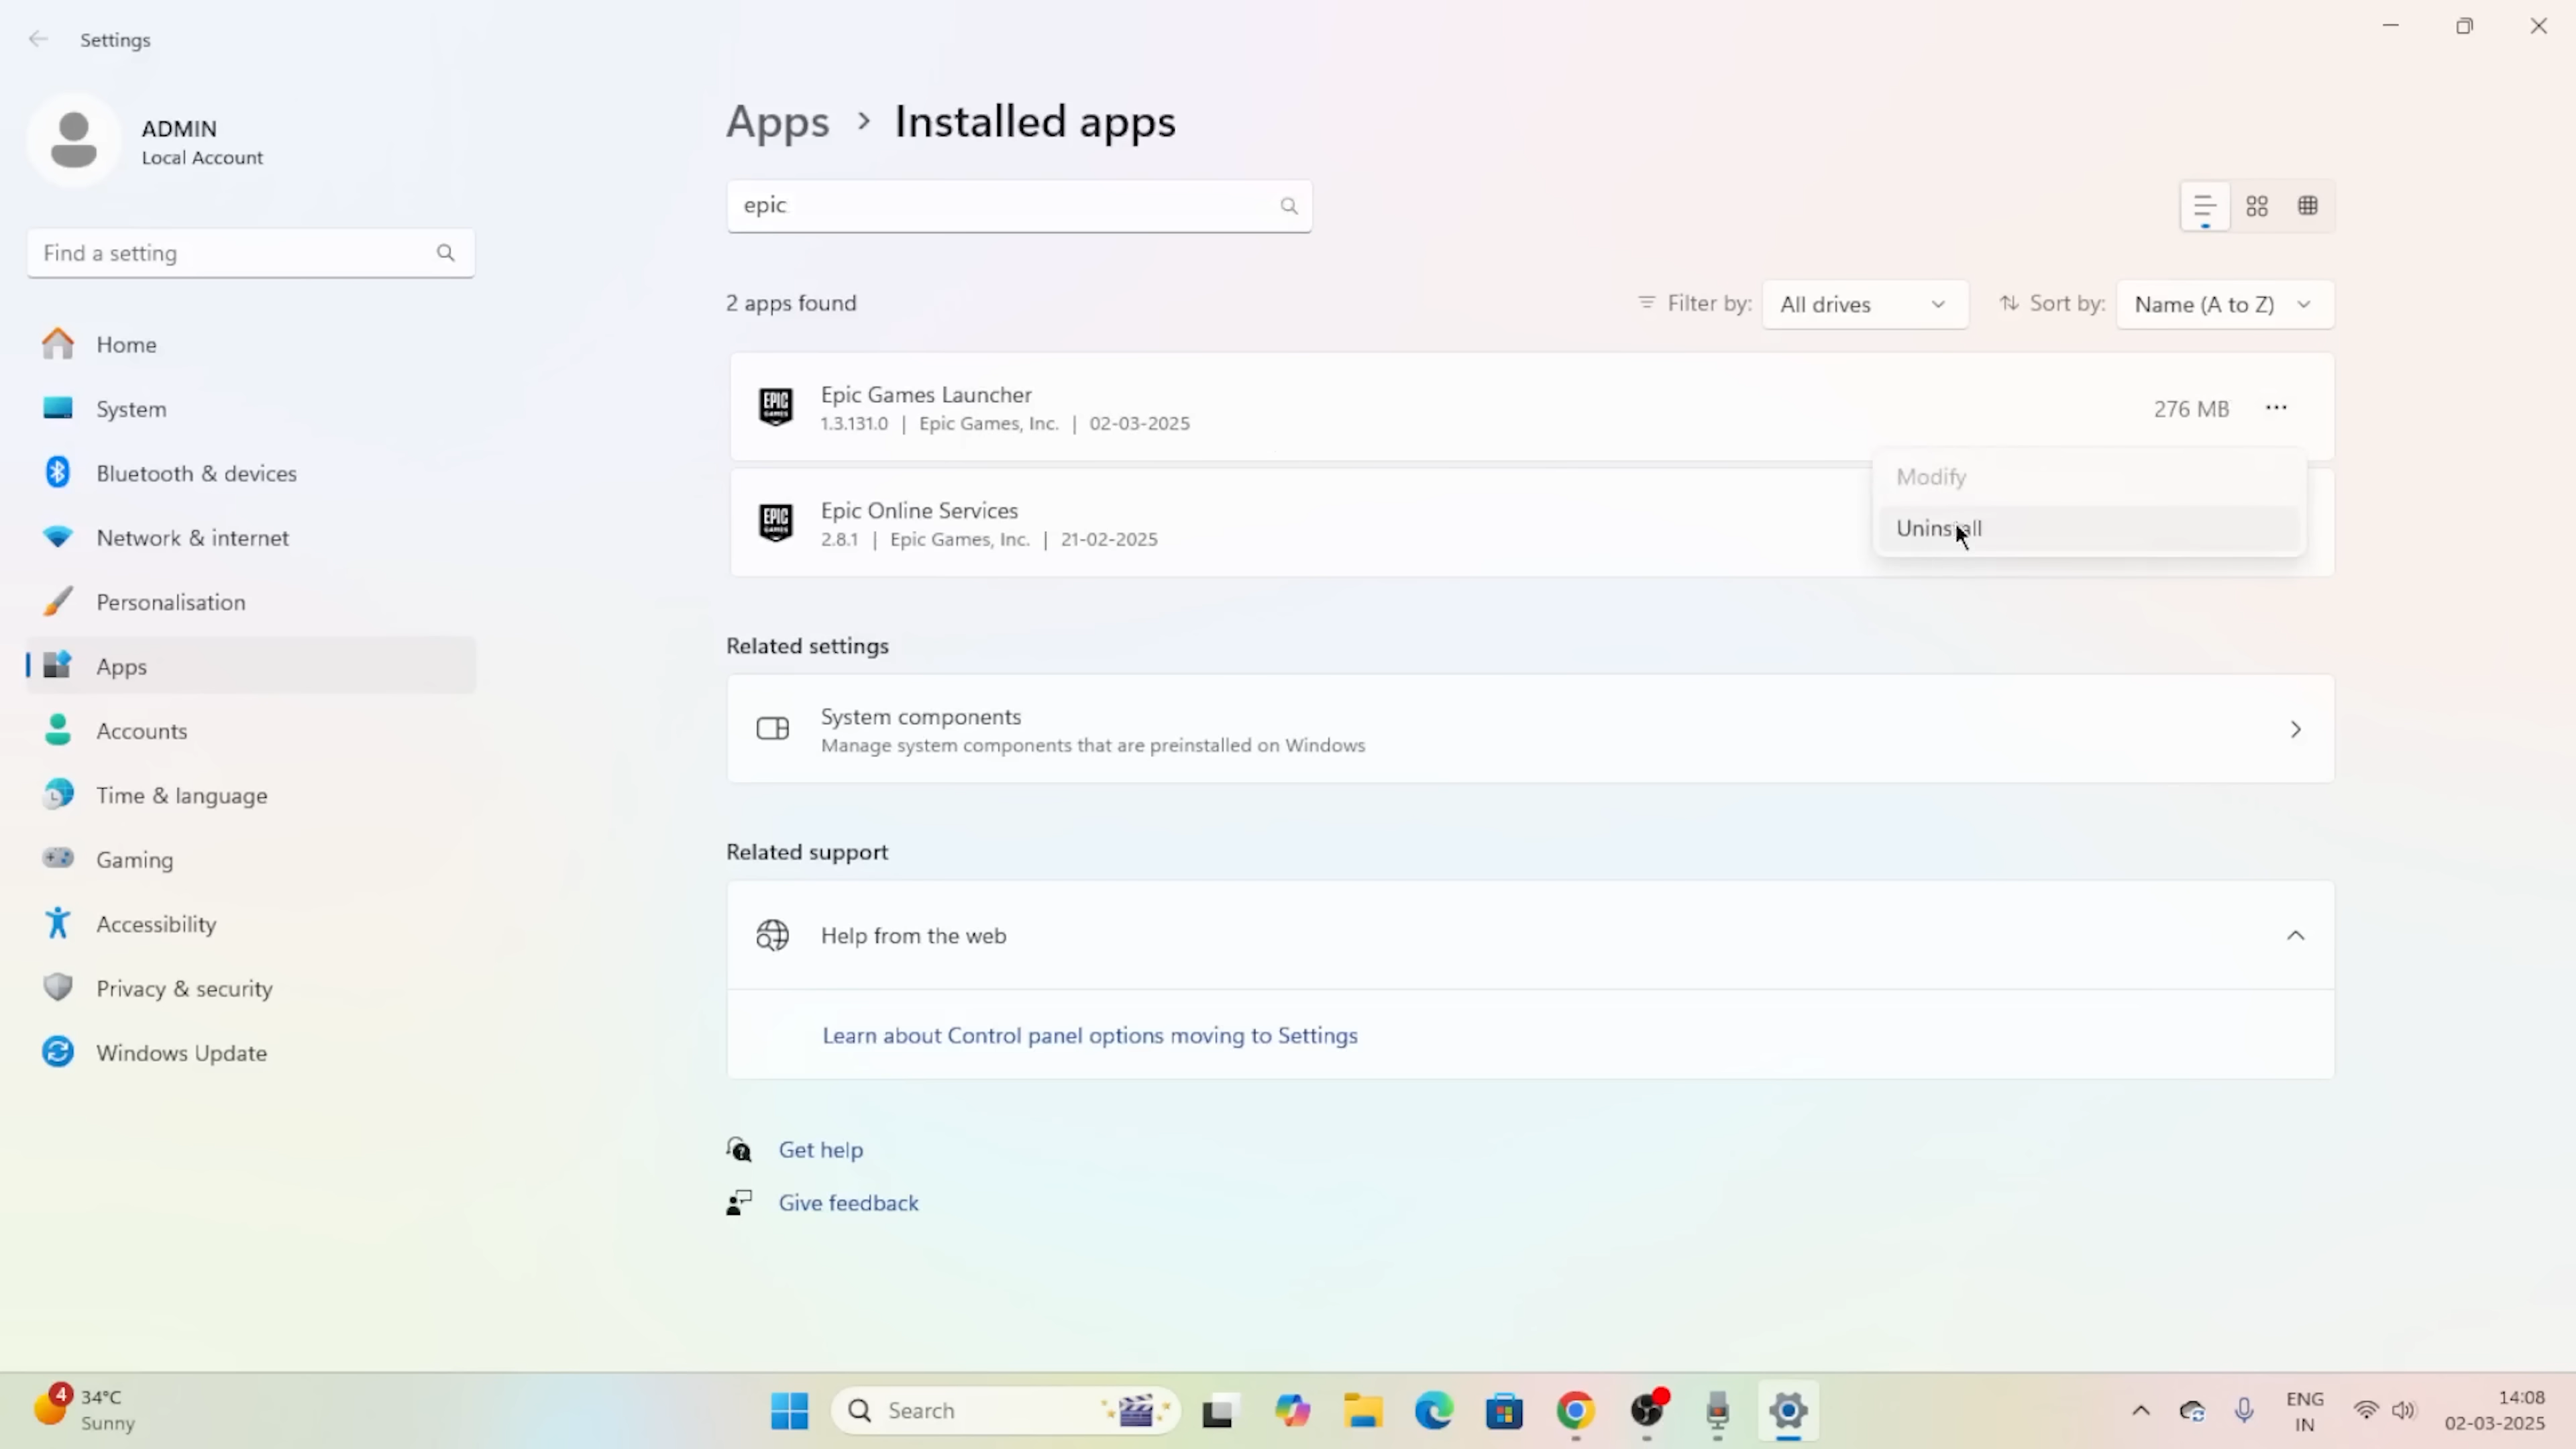 Settings
ADMIN
Local Account
Find a setting
Home
System
Bluetooth & devices
Network & internet
Personalisation
Apps
Accounts
Time & language
Gaming
Accessibility
Privacy & security
Windows Update
Apps > Installed apps
epic
2 apps found
Filter by: All drives
Sort by: Name (A to Z)
EPIC GAMES
Epic Games Launcher
1.3.131.0 | Epic Games, Inc. | 02-03-2025
276 MB
Modify
Uninstall
EPIC GAMES
Epic Online Services
2.8.1 | Epic Games, Inc. | 21-02-2025
Related settings
System components
Manage system components that are preinstalled on Windows
Related support
Help from the web
Learn about Control panel options moving to Settings
Get help
Give feedback
4
34°C
Sunny
Search
ENG
IN
14:08
02-03-2025